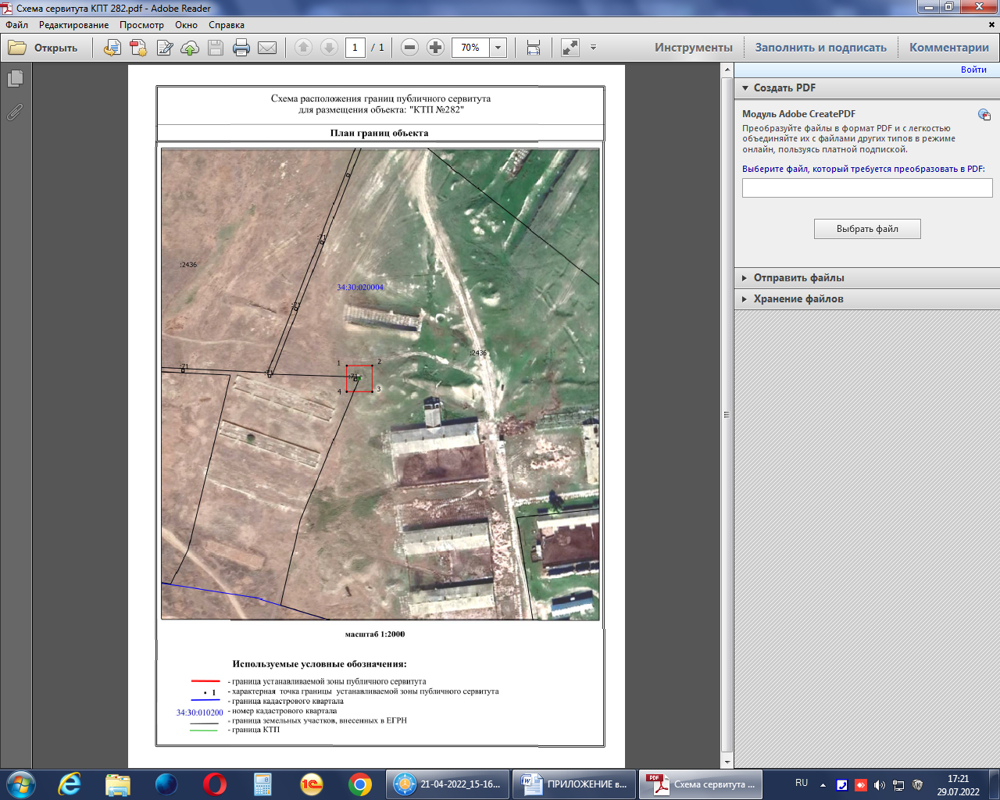 Схема сервитута КПТ 282.pdf - Adobe Reader
Файл Редактирование Просмотр Окно Справка
Открыть 1 / 1 70% Инструменты Заполнить и подписать Комментарии
Войти
Создать PDF
Модуль Adobe CreatePDF
Преобразуйте файлы в формат PDF и с легкостью
объединяйте их с файлами других типов в режиме
онлайн, пользуясь платной подпиской.
Выберите файл, который требуется преобразовать в PDF:
Выбрать файл
Отправить файлы
Хранение файлов
Схема расположения границ публичного сервитута
для размещения объекта: "КТП №282"
План границ объекта
:71
:2436
34:30:020004
:71
:2436
1 2
:71 :71 :71
4 3
масштаб 1:2000
Используемые условные обозначения:
- граница устанавливаемой зоны публичного сервитута
• 1 - характерная точка границы устанавливаемой зоны публичного сервитута
- граница кадастрового квартала
34:30:010200 - номер кадастрового квартала
- граница земельных участков, внесенных в ЕГРН
- граница КТП
21-04-2022_15-16... ПРИЛОЖЕНИЕ в... Схема сервитута ... RU 17:21
29.07.2022